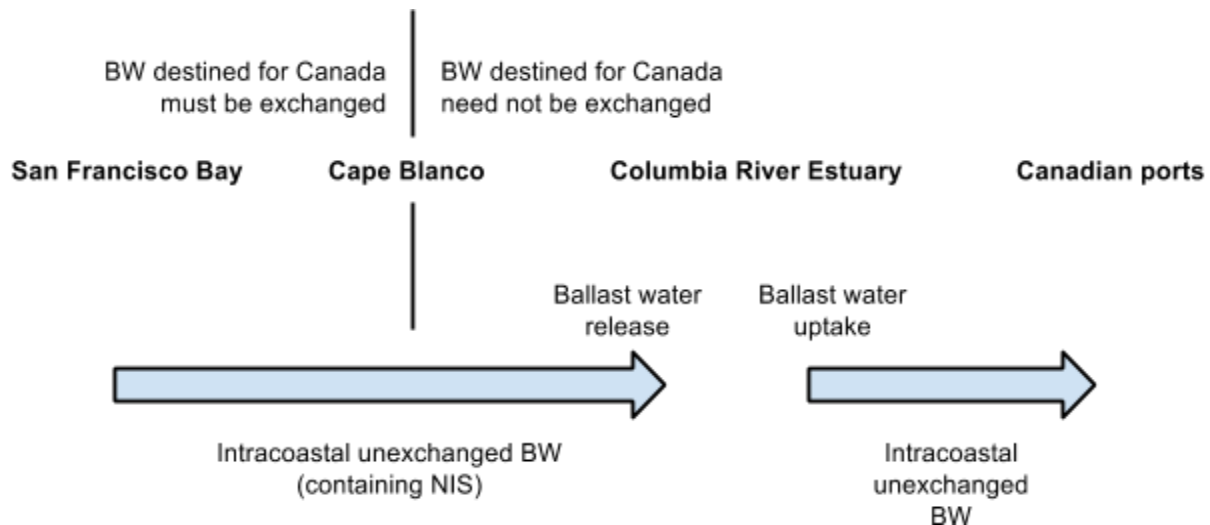 BW destined for Canada
must be exchanged
BW destined for Canada
need not be exchanged
San Francisco Bay
Cape Blanco
Columbia River Estuary
Canadian ports
Ballast water
release
Ballast water
uptake
Intracoastal unexchanged BW
(containing NIS)
Intracoastal
unexchanged
BW